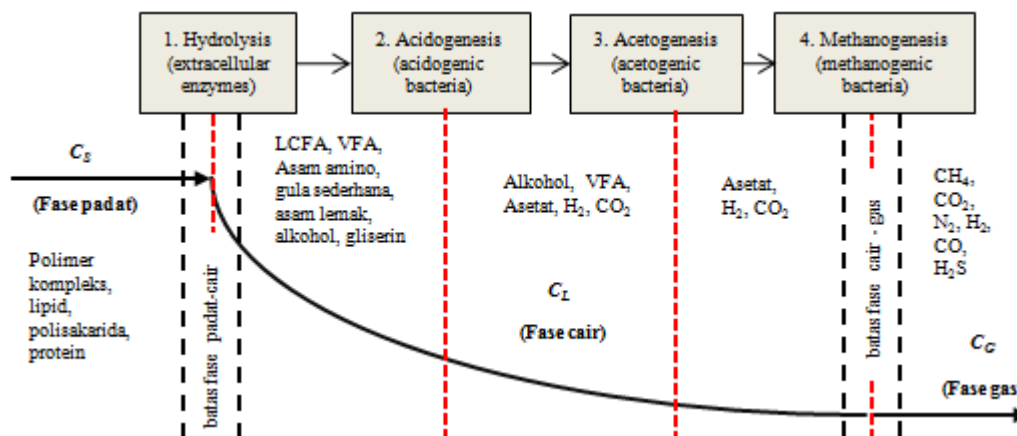 1. Hydrolysis
(extracellular
enzymes)
2. Acidogenesis
(acidogenic
bacteria)
3. Acetogenesis
(acetogenic
bacteria)
4. Methanogenesis
(methanogenic
bacteria)
C_S
(Fase padat)
Polimer
kompleks,
lipid,
polisakarida,
protein
batas fase padat-cair
LCFA, VFA,
Asam amino,
gula sederhana,
asam lemak,
alkohol, gliserin
Alkohol, VFA,
Asetat, H₂, CO₂
C_L
(Fase cair)
Asetat,
H₂, CO₂
batas fase cair - gas
CH₄,
CO₂,
N₂, H₂,
CO,
H₂S
C_G
(Fase gas